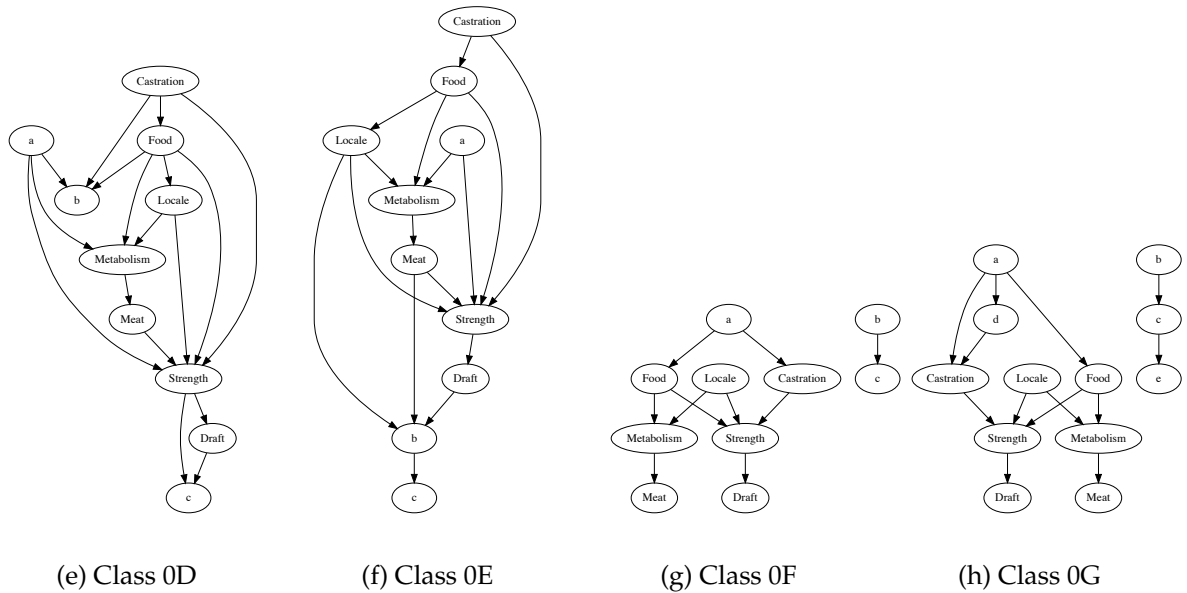 Castration
a
Food
b
Locale
Metabolism
Meat
Strength
Draft
c
(e) Class 0D
Castration
Food
Locale
a
Metabolism
Meat
Strength
Draft
b
c
(f) Class 0E
a
b
Food
Locale
Castration
c
Metabolism
Strength
Meat
Draft
(g) Class 0F
a
b
d
c
Castration
Locale
Food
e
Strength
Metabolism
Draft
Meat
(h) Class 0G